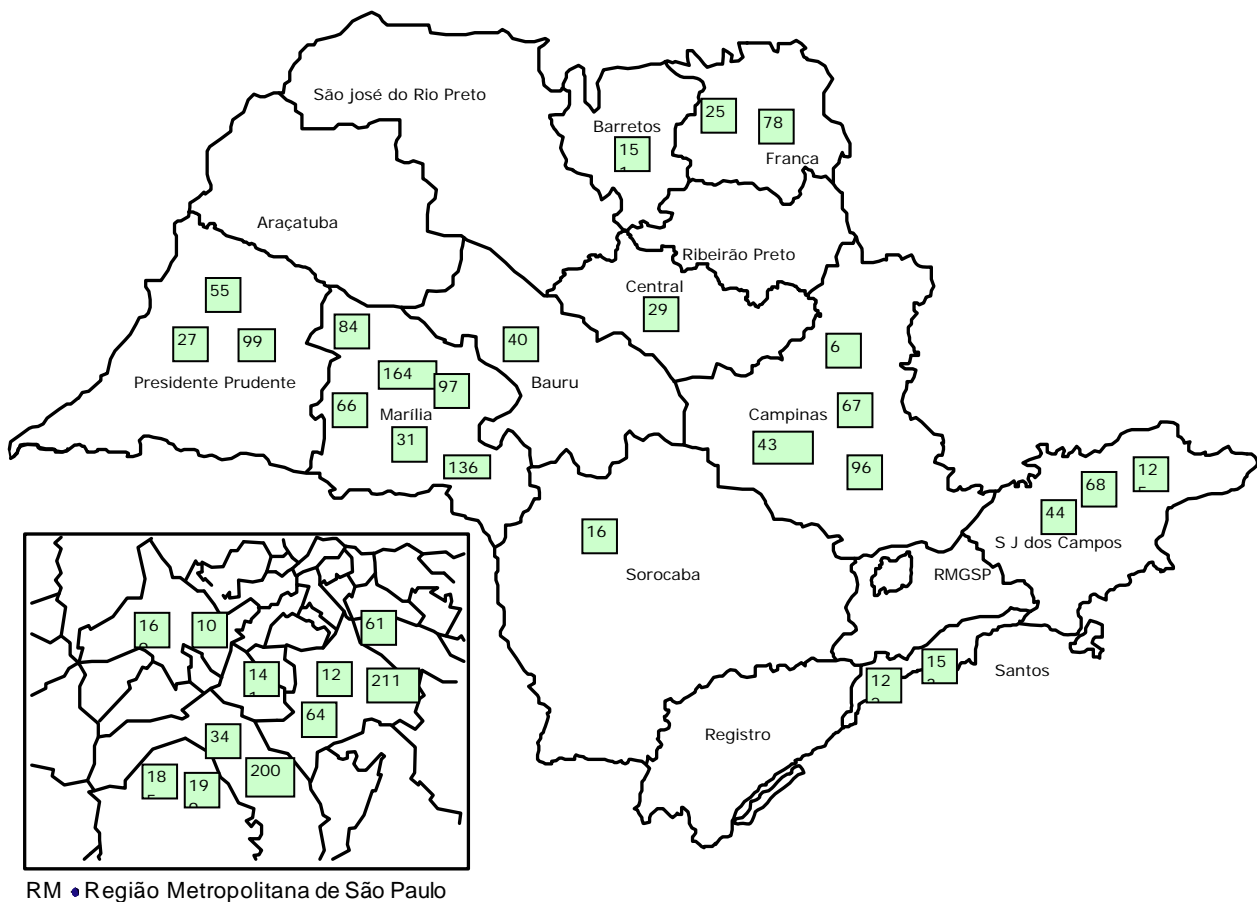 São josé do Rio Preto
25
78
Barretos
15
Franca
Araçatuba
Ribeirão Preto
55
Central
29
84
27
99
40
6
164
97
Presidente Prudente
Bauru
66
Marília
Campinas
67
31
43
136
96
68
12
44
16
S J dos Campos
Sorocaba
RMGSP
16
10
61
14
12
211
15
12
Santos
64
34
Registro
18
19
200
RM • Região Metropolitana de São Paulo